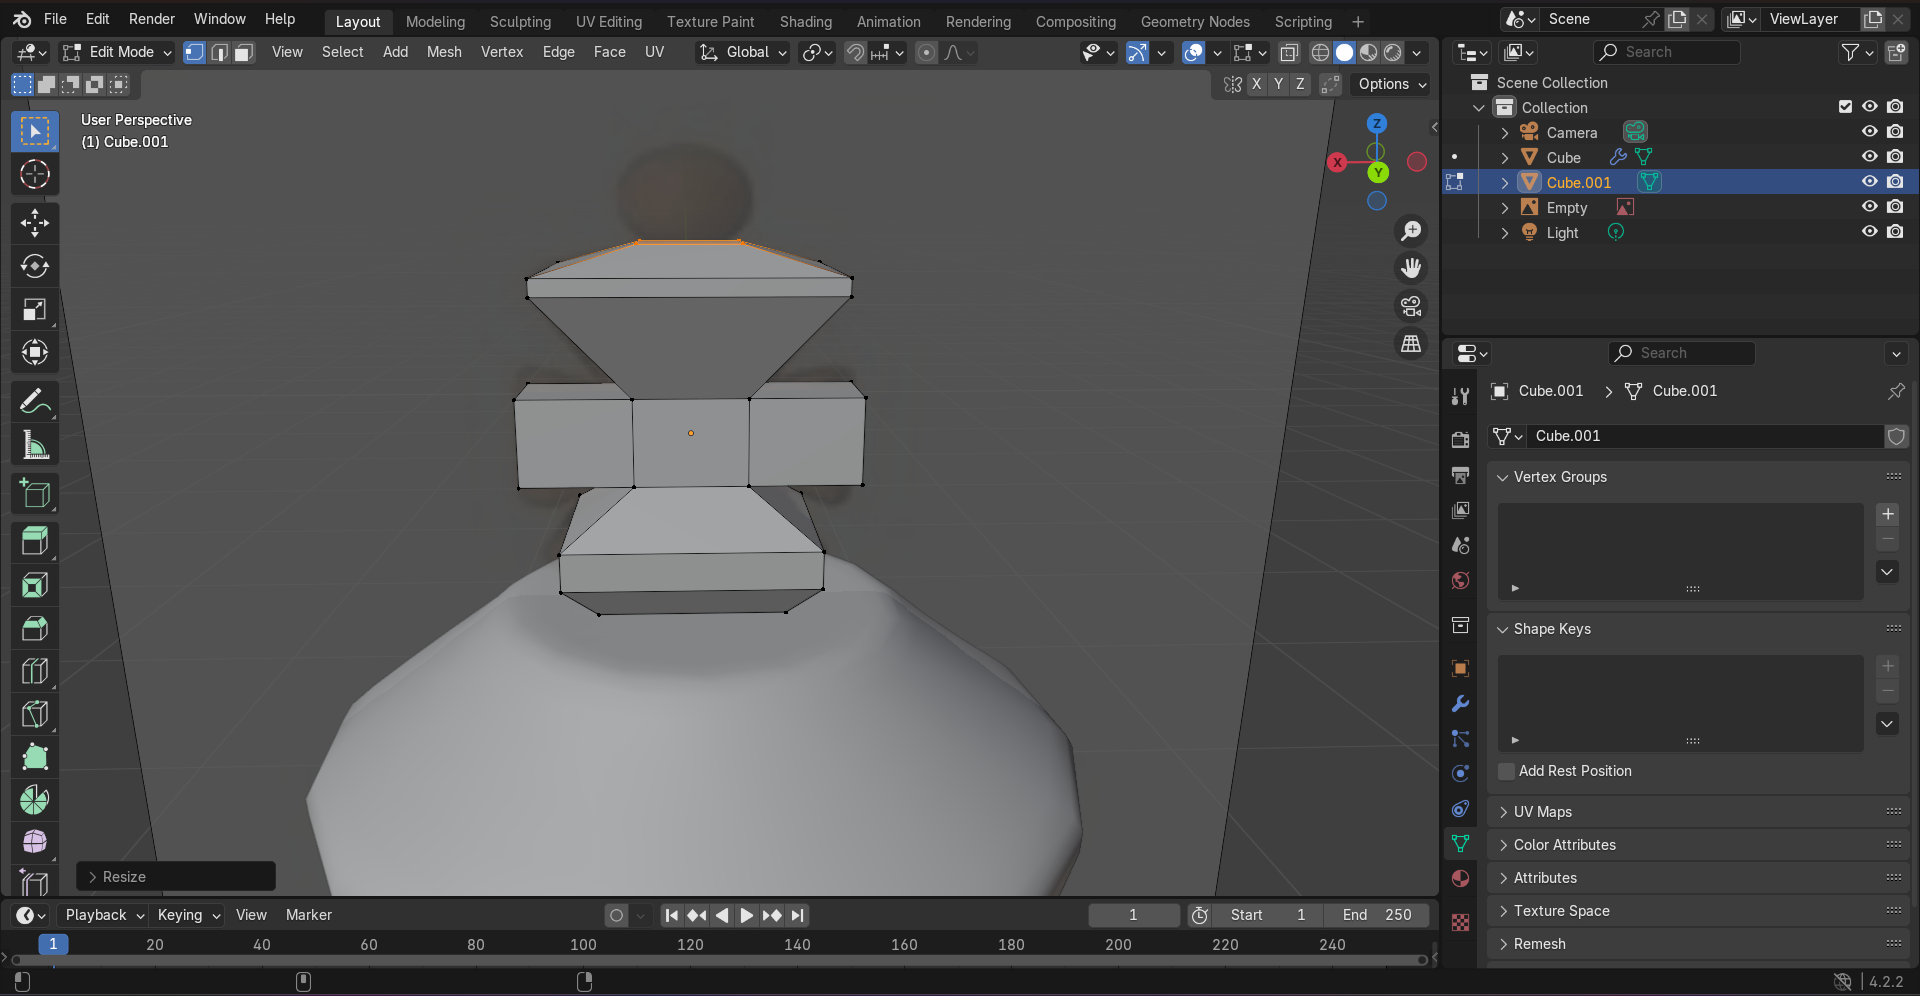 File Edit Render Window Help Layout Modeling Sculpting UV Editing Texture Paint Shading Animation Rendering Compositing Geometry Nodes Scripting + Scene ViewLayer
Edit Mode View Select Add Mesh Vertex Edge Face UV Global Search
X Y Z Options
Scene Collection
Collection
Camera
Cube
Cube.001
Empty
Light
User Perspective
(1) Cube.001
Z
X
Y
Search
Cube.001 Cube.001
Cube.001
Vertex Groups
Shape Keys
Add Rest Position
UV Maps
Color Attributes
Attributes
Texture Space
Remesh
Resize
Playback Keying View Marker 1 Start 1 End 250
1 20 40 60 80 100 120 140 160 180 200 220 240
4.2.2